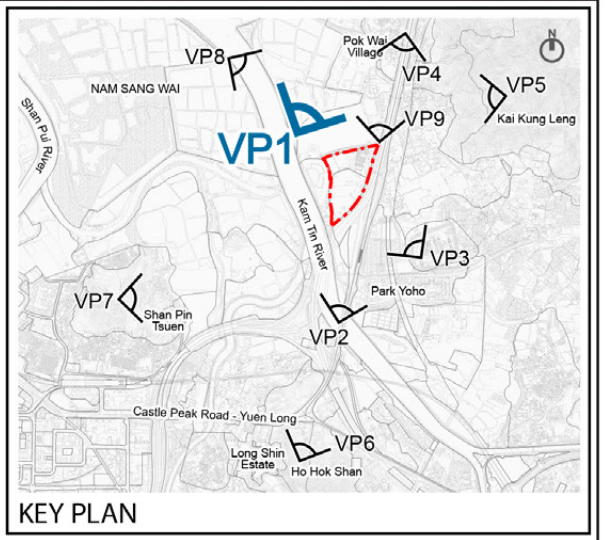 Pok Wai
Village
VP8
VP4
NAM SANG WAI
VP5
Kai Kung Leng
VP9
VP1
Shan Pui River
Kam Tin River
VP3
Park Yoho
VP7
Shan Pin
Tsuen
VP2
Castle Peak Road - Yuen Long
Long Shin
Estate
VP6
Ho Hok Shan
KEY PLAN